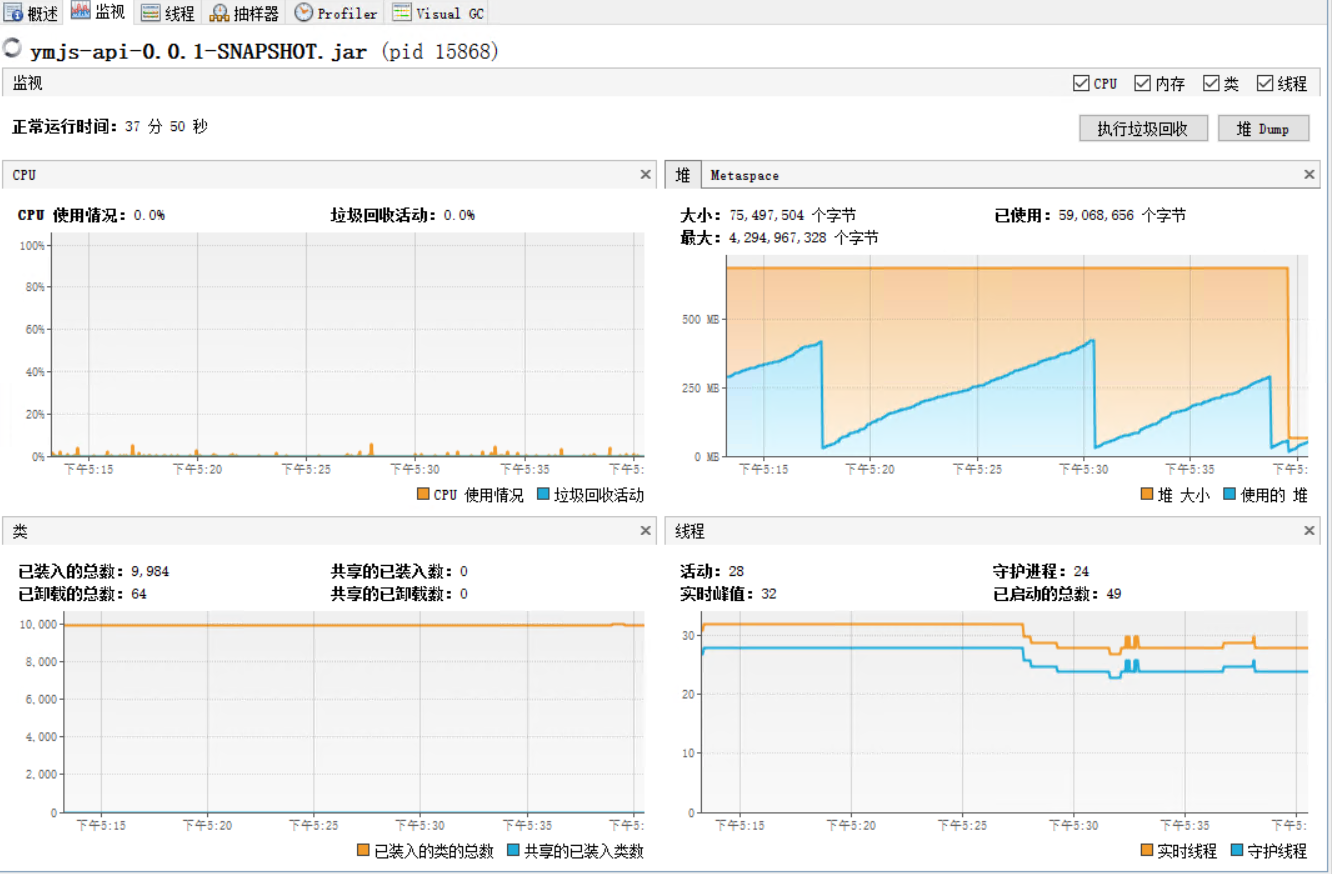 概述 监视 线程 抽样器 Profiler Visual GC
ymjs-api-0.0.1-SNAPSHOT.jar (pid 15868)
监视 CPU 内存 类 线程
正常运行时间: 37 分 50 秒 执行垃圾回收 堆 Dump
CPU
CPU 使用情况: 0.0% 垃圾回收活动: 0.0%
100%
80%
60%
40%
20%
0%
下午5:15 下午5:20 下午5:25 下午5:30 下午5:35 下午5:
CPU 使用情况 垃圾回收活动
堆 Metaspace
大小: 75,497,504 个字节 已使用: 59,068,656 个字节
最大: 4,294,967,328 个字节
500 MB
250 MB
0 MB
下午5:15 下午5:20 下午5:25 下午5:30 下午5:35 下午5:
堆 大小 使用的 堆
类
已装入的总数: 9,984 共享的已装入数: 0
已卸载的总数: 64 共享的已卸载数: 0
10,000
8,000
6,000
4,000
2,000
0
下午5:15 下午5:20 下午5:25 下午5:30 下午5:35 下午5:
已装入的类的总数 共享的已装入类数
线程
活动: 28 守护进程: 24
实时峰值: 32 已启动的总数: 49
30
20
10
0
下午5:15 下午5:20 下午5:25 下午5:30 下午5:35 下午5:
实时线程 守护线程